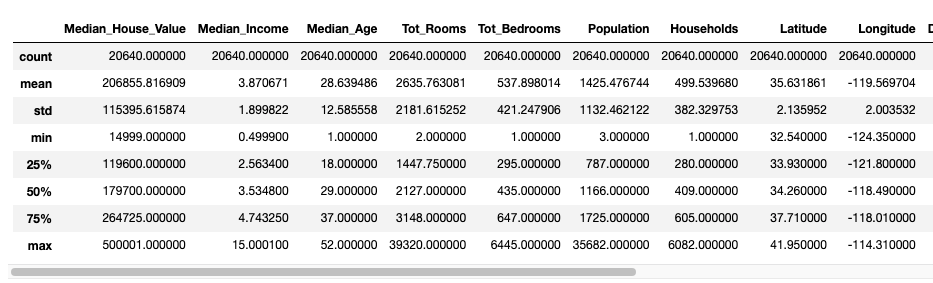 Median_House_Value Median_Income Median_Age Tot_Rooms Tot_Bedrooms Population Households Latitude Longitude D
count 20640.000000 20640.000000 20640.000000 20640.000000 20640.000000 20640.000000 20640.000000 20640.000000 20640.000000
mean 206855.816909 3.870671 28.639486 2635.763081 537.898014 1425.476744 499.539680 35.631861 -119.569704
std 115395.615874 1.899822 12.585558 2181.615252 421.247906 1132.462122 382.329753 2.135952 2.003532
min 14999.000000 0.499900 1.000000 2.000000 1.000000 3.000000 1.000000 32.540000 -124.350000
25% 119600.000000 2.563400 18.000000 1447.750000 295.000000 787.000000 280.000000 33.930000 -121.800000
50% 179700.000000 3.534800 29.000000 2127.000000 435.000000 1166.000000 409.000000 34.260000 -118.490000
75% 264725.000000 4.743250 37.000000 3148.000000 647.000000 1725.000000 605.000000 37.710000 -118.010000
max 500001.000000 15.000100 52.000000 39320.000000 6445.000000 35682.000000 6082.000000 41.950000 -114.310000